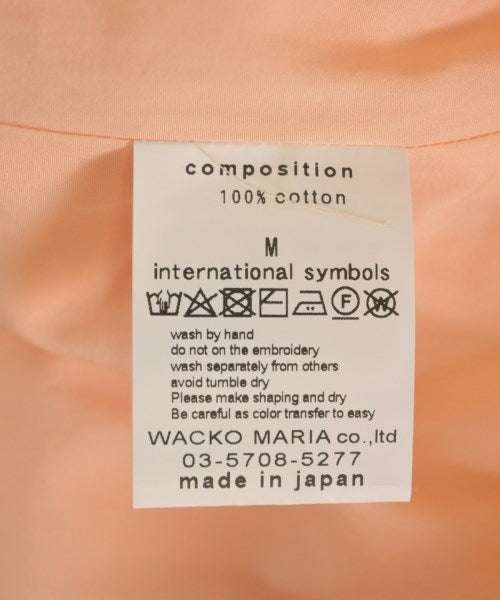 composition
100% cotton
M
international symbols
F W
wash by hand
do not on the embroidery
wash separately from others
avoid tumble dry
Please make shaping and dry
Be careful as color transfer to easy
WACKO MARIA co.,ltd
03-5708-5277
made in japan